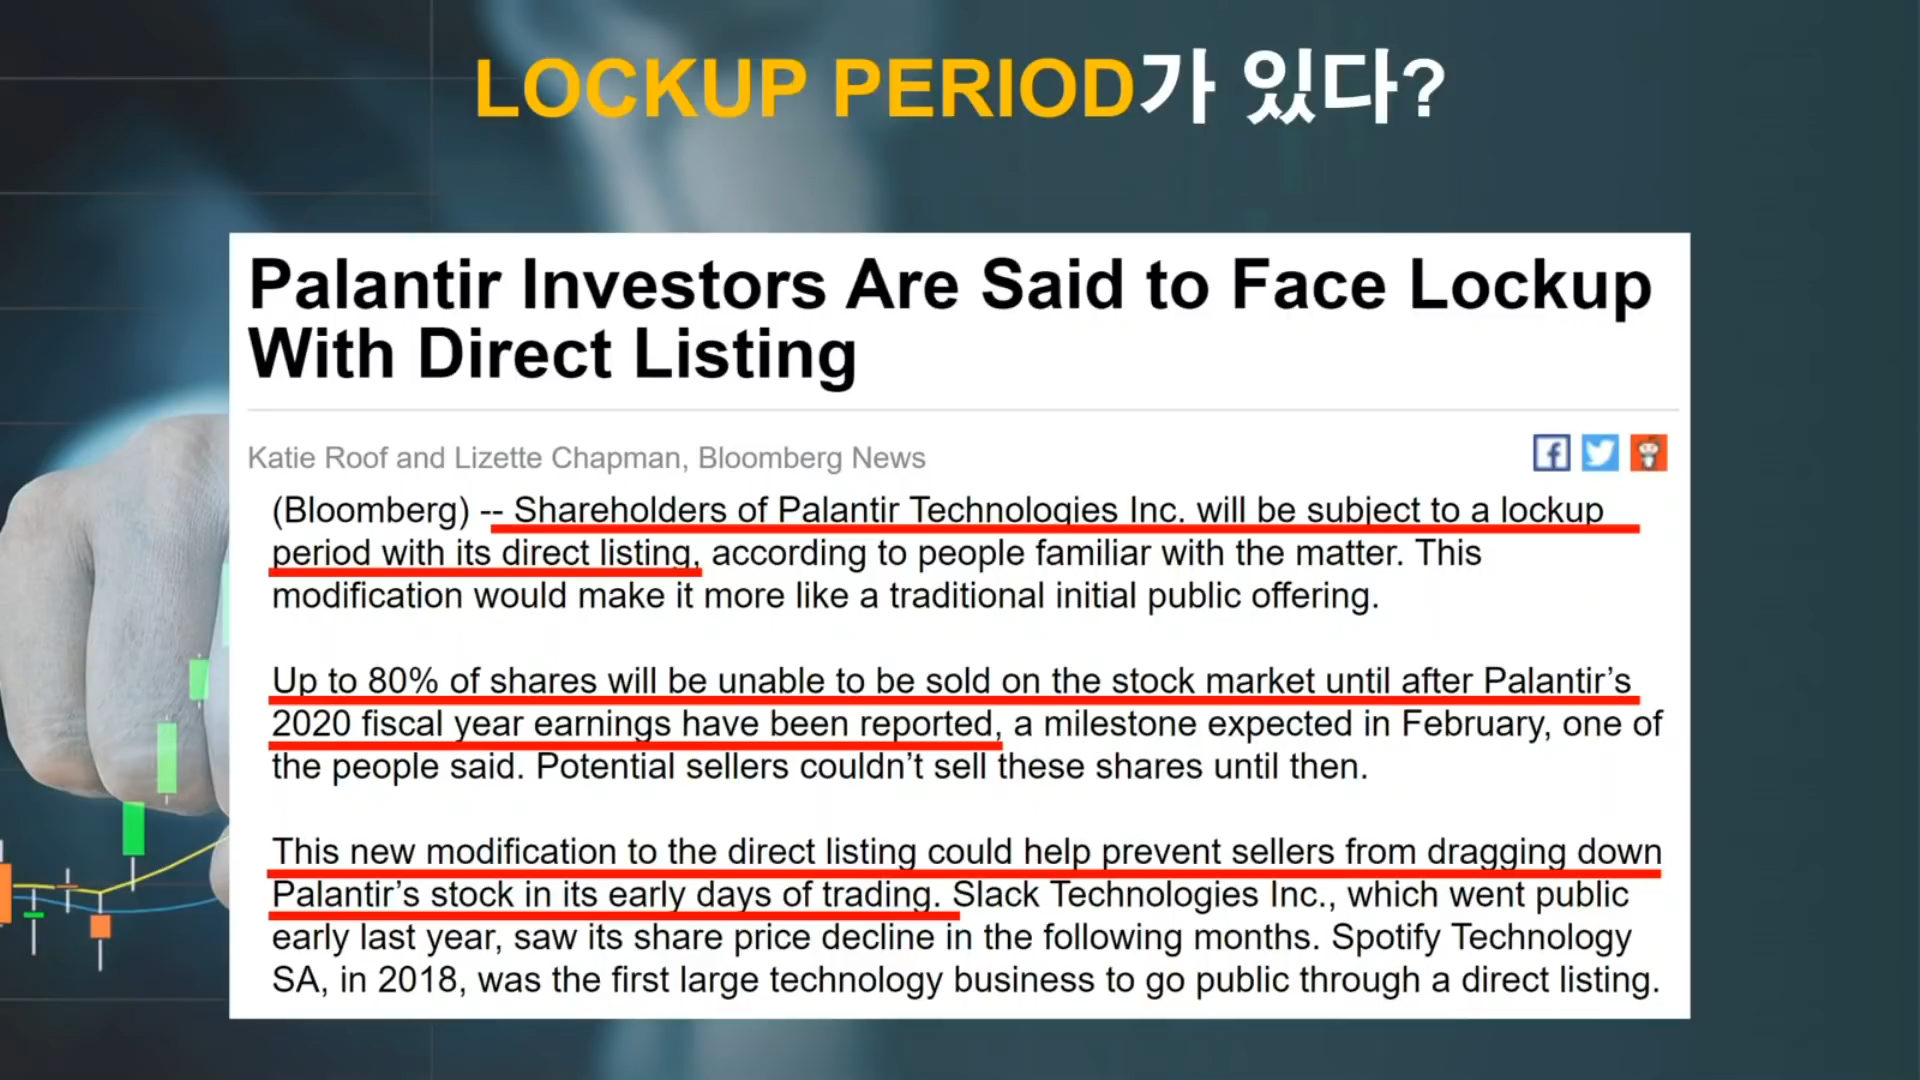 LOCKUP PERIOD가 있다?
Palantir Investors Are Said to Face Lockup
With Direct Listing
Katie Roof and Lizette Chapman, Bloomberg News
(Bloomberg) -- Shareholders of Palantir Technologies Inc. will be subject to a lockup
period with its direct listing, according to people familiar with the matter. This
modification would make it more like a traditional initial public offering.
Up to 80% of shares will be unable to be sold on the stock market until after Palantir’s
2020 fiscal year earnings have been reported, a milestone expected in February, one of
the people said. Potential sellers couldn’t sell these shares until then.
This new modification to the direct listing could help prevent sellers from dragging down
Palantir’s stock in its early days of trading. Slack Technologies Inc., which went public
early last year, saw its share price decline in the following months. Spotify Technology
SA, in 2018, was the first large technology business to go public through a direct listing.